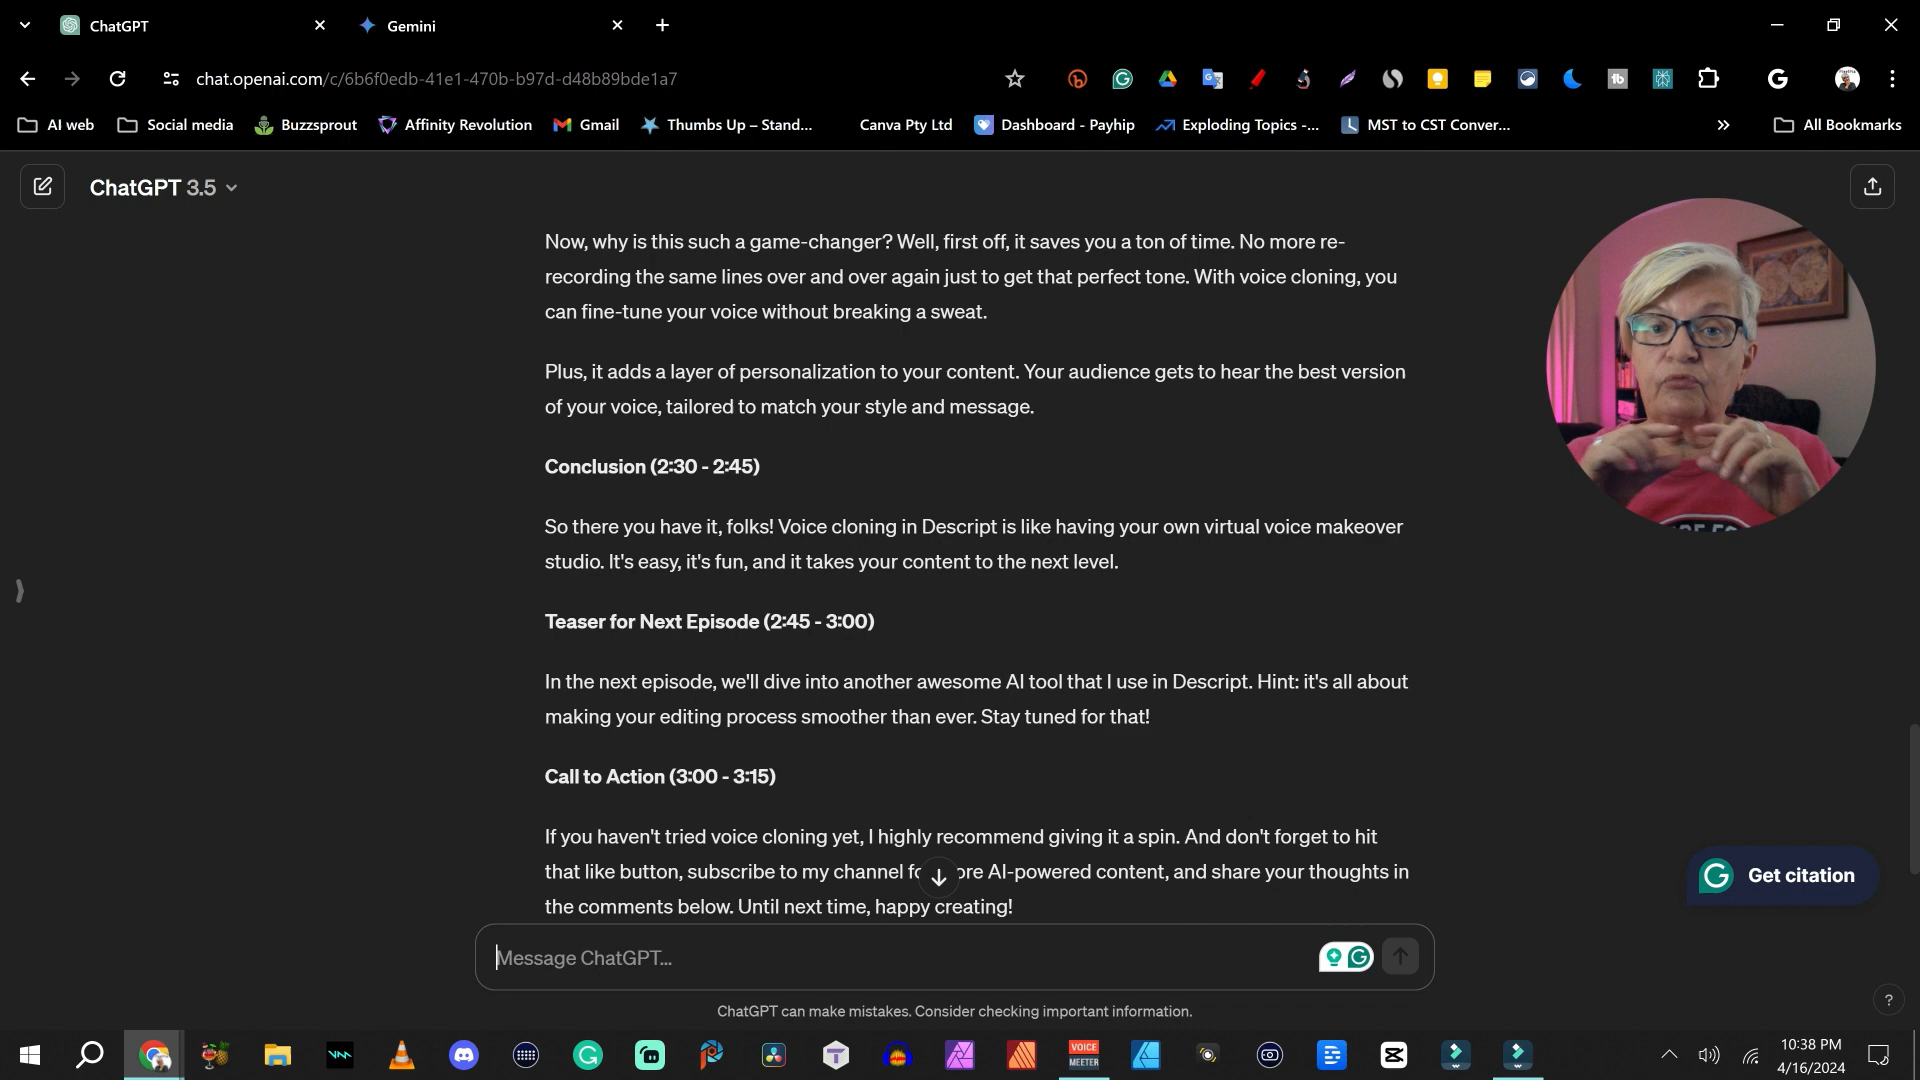 ChatGPT
Gemini
chat.openai.com/c/6b6f0edb-41e1-470b-b97d-d48b89bde1a7
AI web
Social media
Buzzsprout
Affinity Revolution
Gmail
Thumbs Up – Stand...
Canva Pty Ltd
Dashboard - Payhip
Exploding Topics -...
MST to CST Conver...
All Bookmarks
ChatGPT 3.5
Now, why is this such a game-changer? Well, first off, it saves you a ton of time. No more re-
recording the same lines over and over again just to get that perfect tone. With voice cloning, you
can fine-tune your voice without breaking a sweat.
Plus, it adds a layer of personalization to your content. Your audience gets to hear the best version
of your voice, tailored to match your style and message.
Conclusion (2:30 - 2:45)
So there you have it, folks! Voice cloning in Descript is like having your own virtual voice makeover
studio. It's easy, it's fun, and it takes your content to the next level.
Teaser for Next Episode (2:45 - 3:00)
In the next episode, we'll dive into another awesome AI tool that I use in Descript. Hint: it's all about
making your editing process smoother than ever. Stay tuned for that!
Call to Action (3:00 - 3:15)
If you haven't tried voice cloning yet, I highly recommend giving it a spin. And don't forget to hit
that like button, subscribe to my channel fo ore AI-powered content, and share your thoughts in
the comments below. Until next time, happy creating!
Get citation
Message ChatGPT...
ChatGPT can make mistakes. Consider checking important information.
?
VOICE
MEETER
10:38 PM
4/16/2024